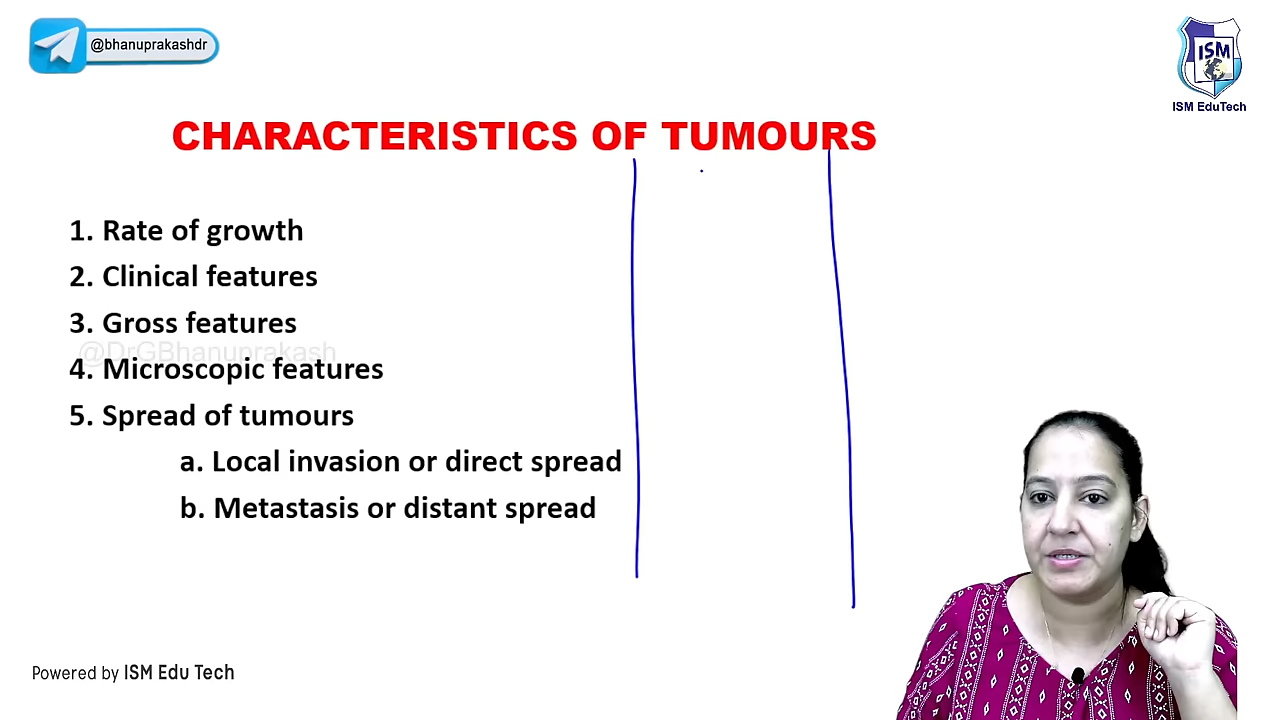 @bhanuprakashdr
ISM
ISM EduTech
CHARACTERISTICS OF TUMOURS
1. Rate of growth
2. Clinical features
3. Gross features
@DrGBhanuprakash
4. Microscopic features
5. Spread of tumours
a. Local invasion or direct spread
b. Metastasis or distant spread
Powered by ISM Edu Tech